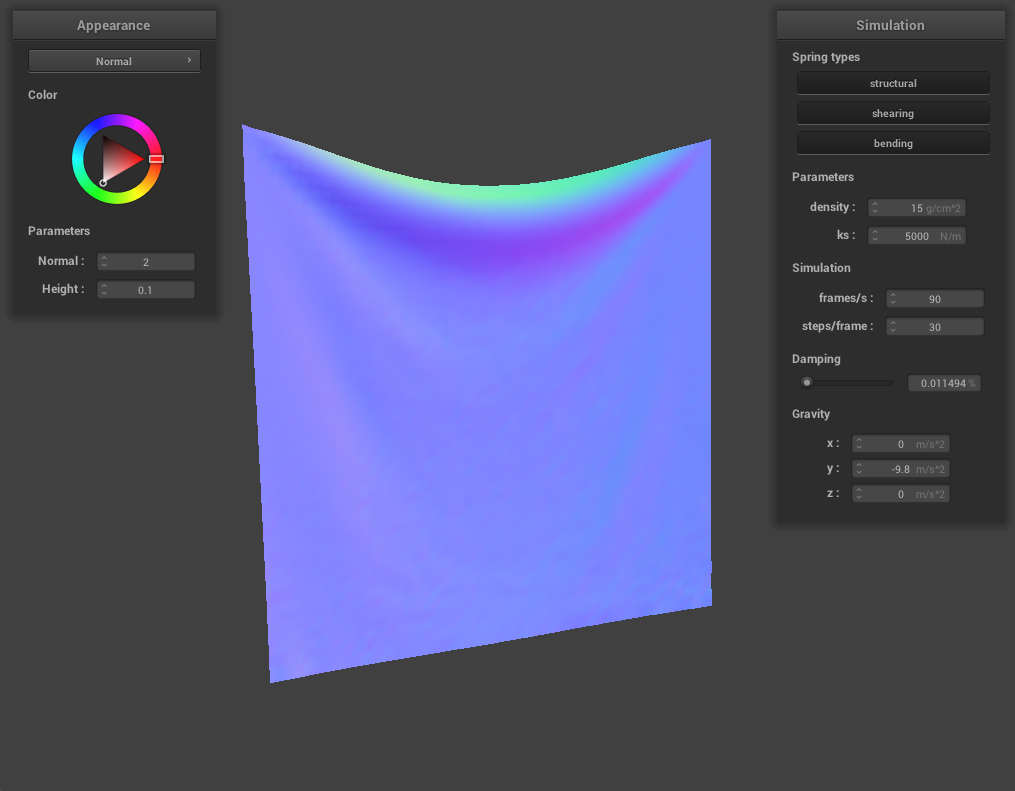 Appearance
Normal ›
Color
Parameters
Normal : 2
Height : 0.1
Simulation
Spring types
structural
shearing
bending
Parameters
density : 15 g/cm^2
ks : 5000 N/m
Simulation
frames/s : 90
steps/frame : 30
Damping
0.011494 %
Gravity
x : 0 m/s^2
y : -9.8 m/s^2
z : 0 m/s^2